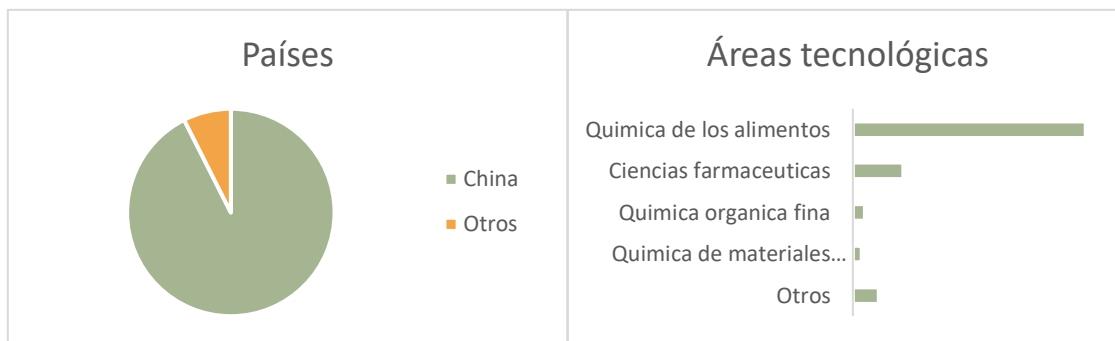 Países
China
Otros
Áreas tecnológicas
Quimica de los alimentos
Ciencias farmaceuticas
Quimica organica fina
Quimica de materiales...
Otros